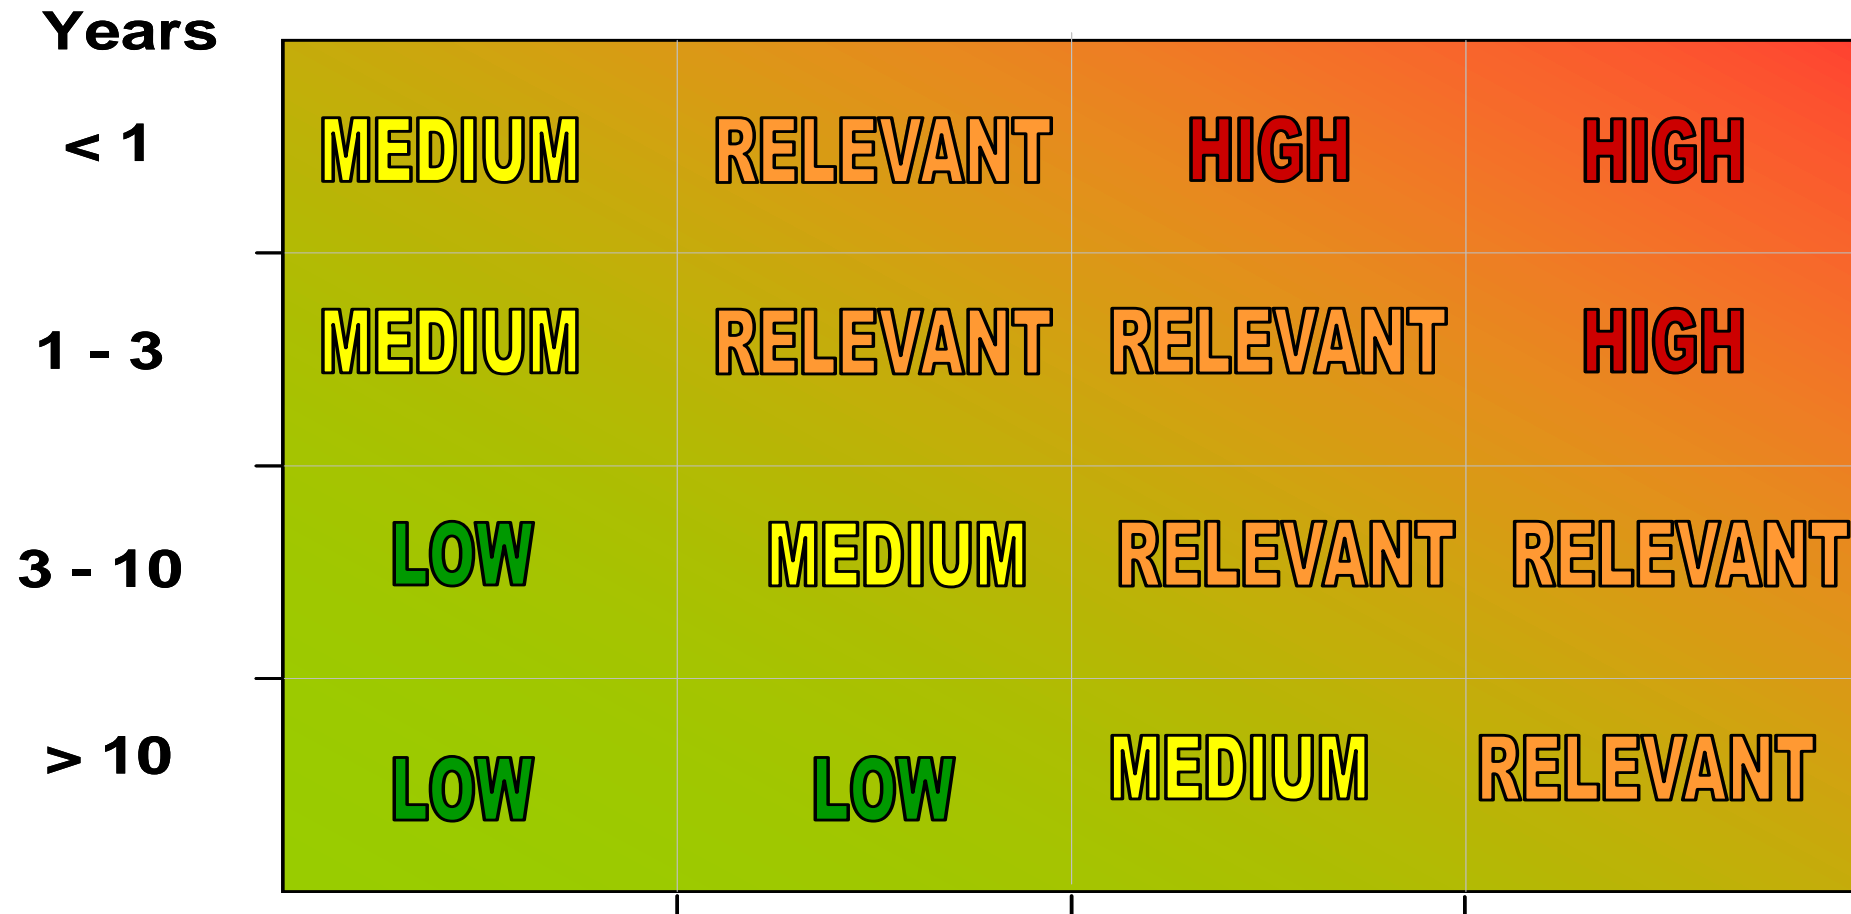 Years
< 1 MEDIUM RELEVANT HIGH HIGH
1 - 3 MEDIUM RELEVANT RELEVANT HIGH
3 - 10 LOW MEDIUM RELEVANT RELEVANT
> 10 LOW LOW MEDIUM RELEVANT